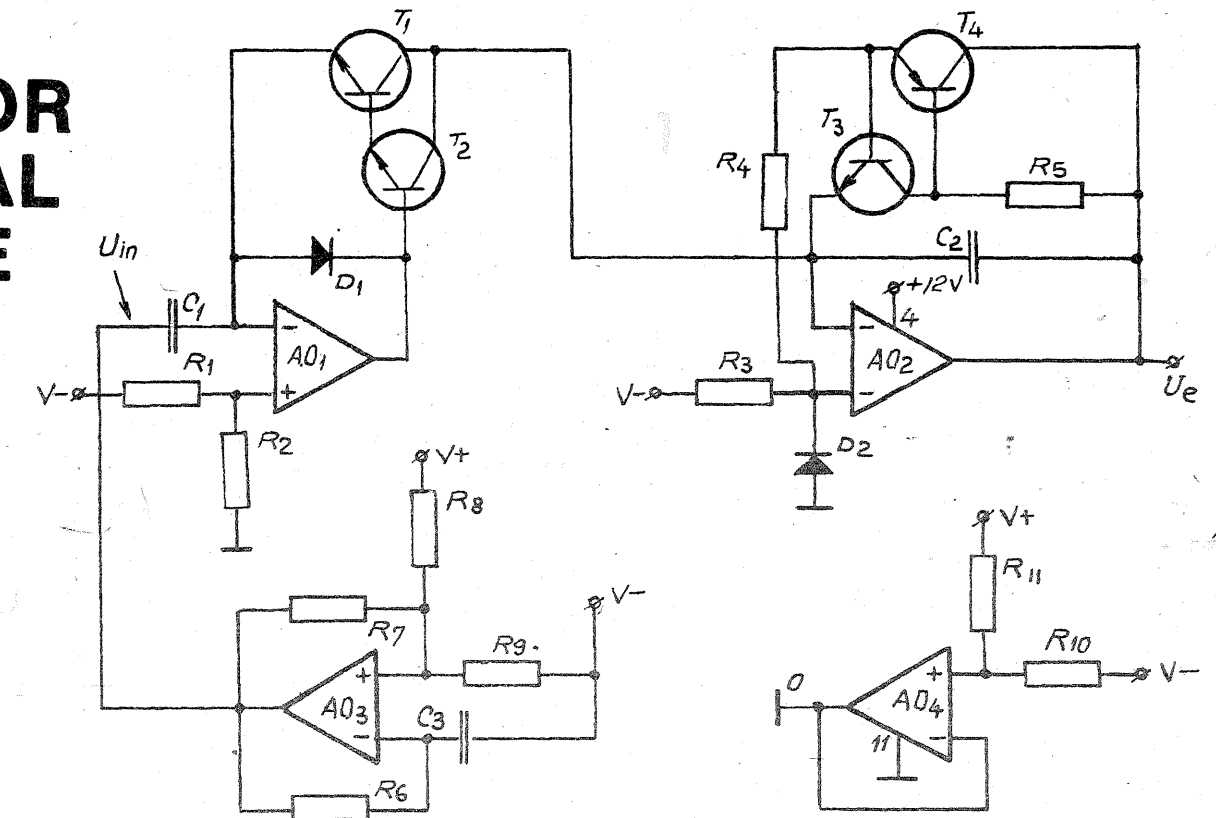 OR
AL
E
T1
T2
T4
T3
R4
R5
C2
+12V
4
Uin
C1
D1
R1
-
AO1
+
V-
R2
V-
R3
-
AO2
-
Ue
D2
V+
R8
V-
R7
R9.
+
AO3
-
C3
R6
V+
R11
R10
V-
0
+
AO4
11
-